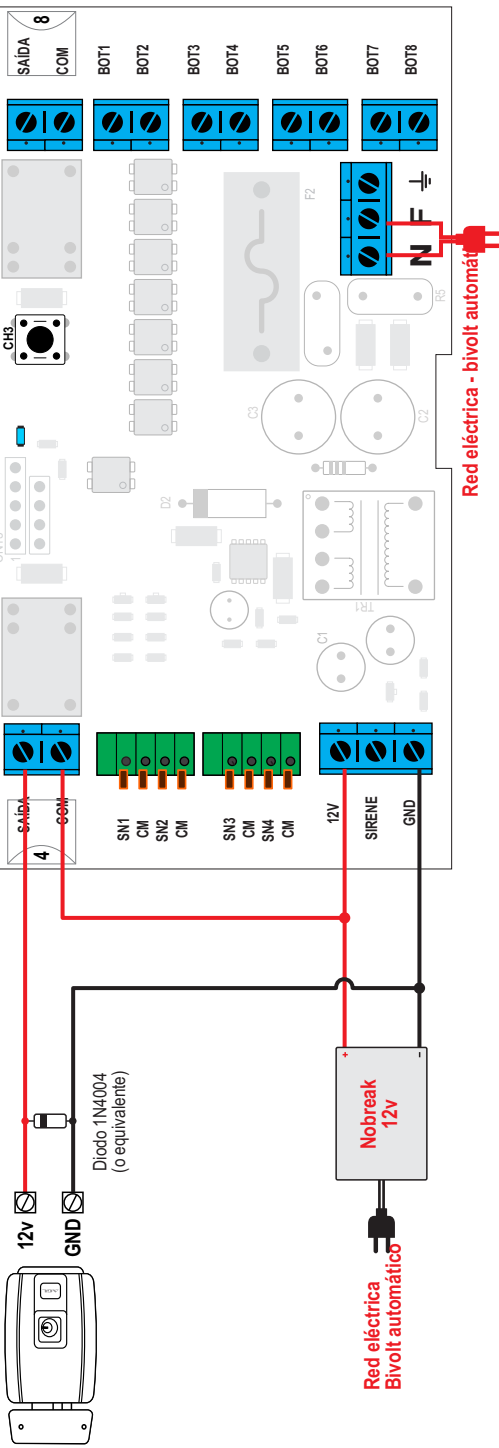 8
SAÍDA
COM
BOT1
BOT2
BOT3
BOT4
BOT5
BOT6
BOT7
BOT8
CH3
F2
N F
R5
C3
C2
D2
1
TR1
C1
Red eléctrica - bivolt automát
4
SAÍDA
COM
SN1
CM
SN2
CM
SN3
CM
SN4
CM
12V
SIRENE
GND
12v
GND
Diodo 1N4004
(o equivalente)
+
-
Nobreak
12v
Red eléctrica
Bivolt automático